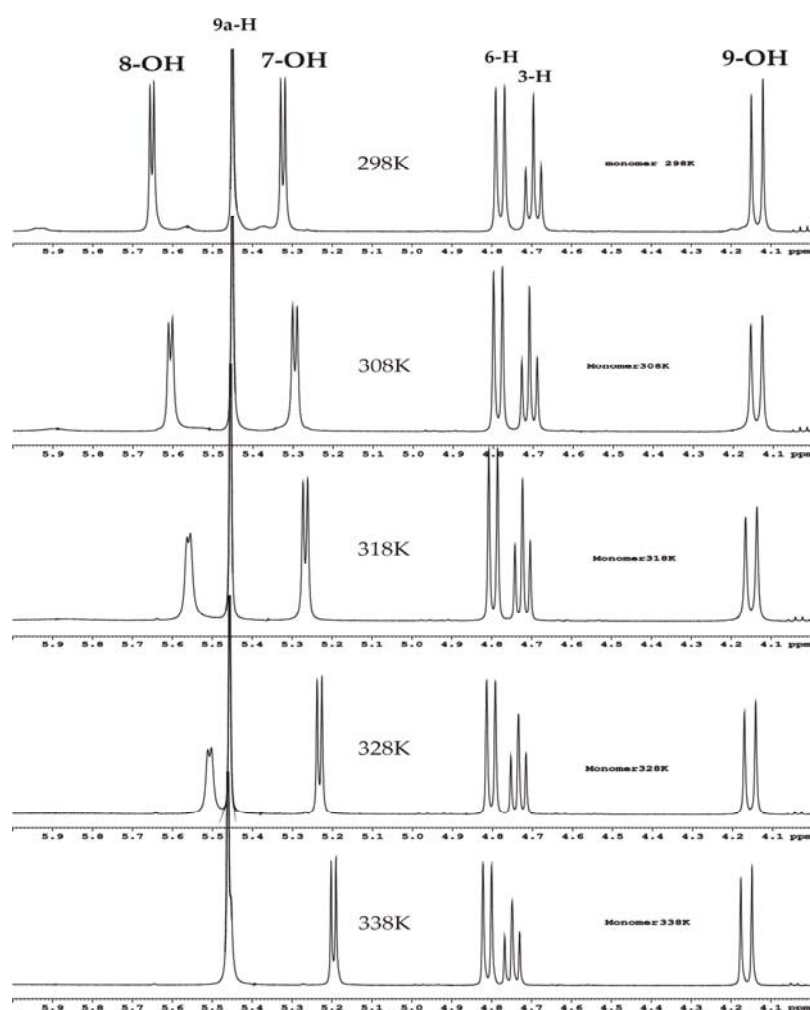 9a-H
8-OH 7-OH 6-H 3-H 9-OH
298K monomer 298K
5.9 5.8 5.7 5.6 5.5 5.4 5.3 5.2 5.1 5.0 4.9 4.8 4.7 4.6 4.5 4.4 4.3 4.2 4.1 ppm
308K Monomer308K
5.9 5.8 5.7 5.6 5.5 5.4 5.3 5.2 5.1 5.0 4.9 4.8 4.7 4.6 4.5 4.4 4.3 4.2 4.1 ppm
318K Monomer318K
5.9 5.8 5.7 5.6 5.5 5.4 5.3 5.2 5.1 5.0 4.9 4.8 4.7 4.6 4.5 4.4 4.3 4.2 4.1 ppm
328K Monomer328K
5.9 5.8 5.7 5.6 5.5 5.4 5.3 5.2 5.1 5.0 4.9 4.8 4.7 4.6 4.5 4.4 4.3 4.2 4.1 ppm
338K Monomer338K
5.9 5.8 5.7 5.6 5.5 5.4 5.3 5.2 5.1 5.0 4.9 4.8 4.7 4.6 4.5 4.4 4.3 4.2 4.1 ppm